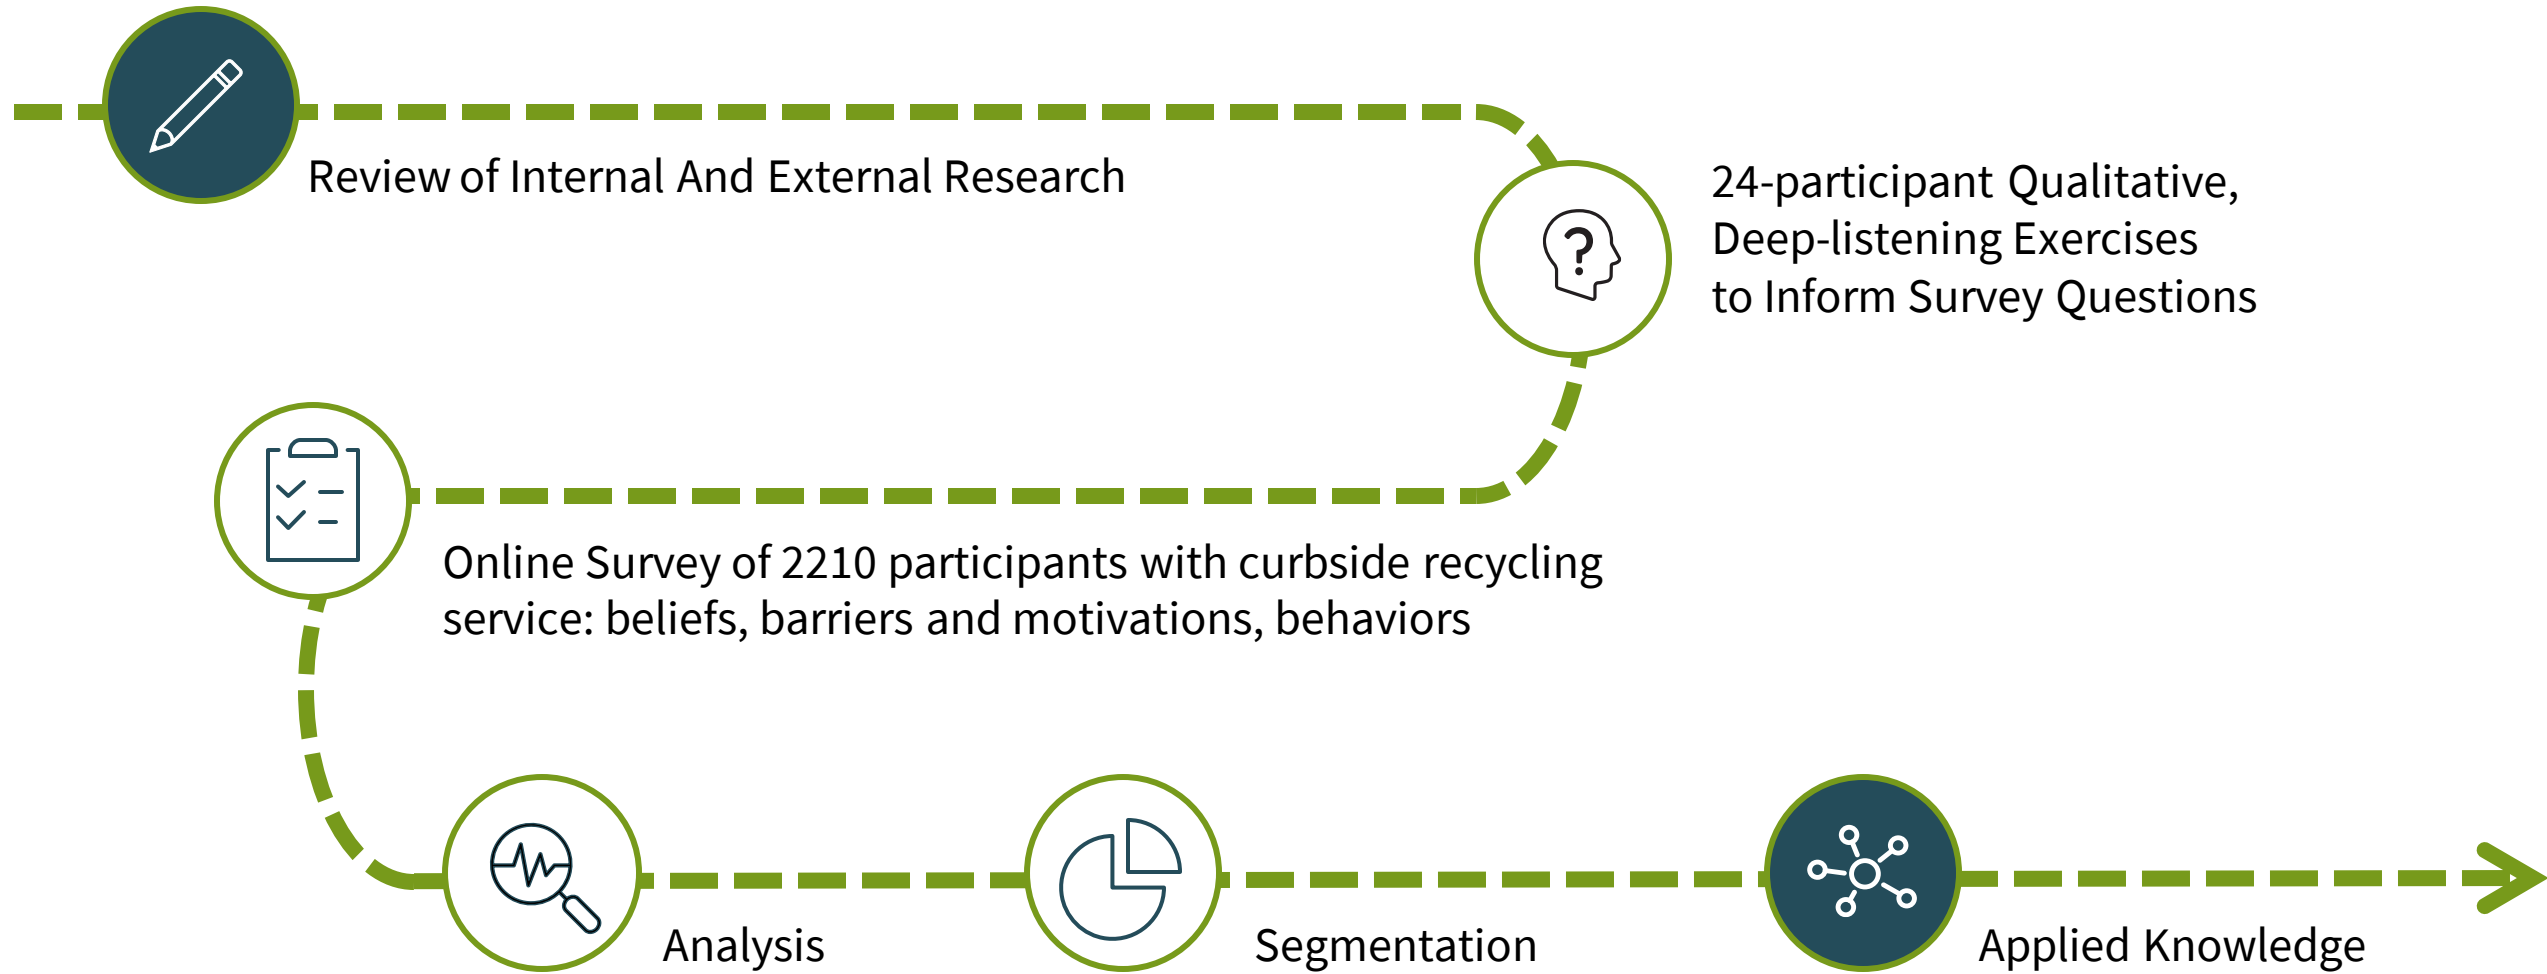 Review of Internal And External Research
24-participant Qualitative,
Deep-listening Exercises
to Inform Survey Questions
Online Survey of 2210 participants with curbside recycling
service: beliefs, barriers and motivations, behaviors
Analysis
Segmentation
Applied Knowledge